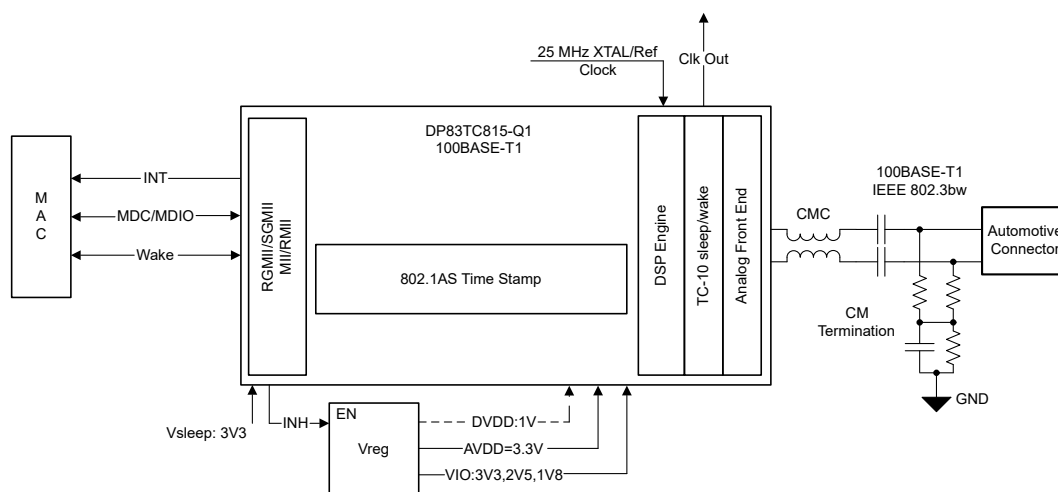 25 MHz XTAL/Ref
Clock
Clk Out
DP83TC815-Q1
100BASE-T1
M
A
C
INT
MDC/MDIO
Wake
RGMII/SGMII
MII/RMII
802.1AS Time Stamp
DSP Engine
TC-10 sleep/wake
Analog Front End
100BASE-T1
IEEE 802.3bw
CMC
Automotive
Connector
CM
Termination
GND
Vsleep: 3V3
INH
EN
Vreg
DVDD:1V
AVDD=3.3V
VIO:3V3,2V5,1V8